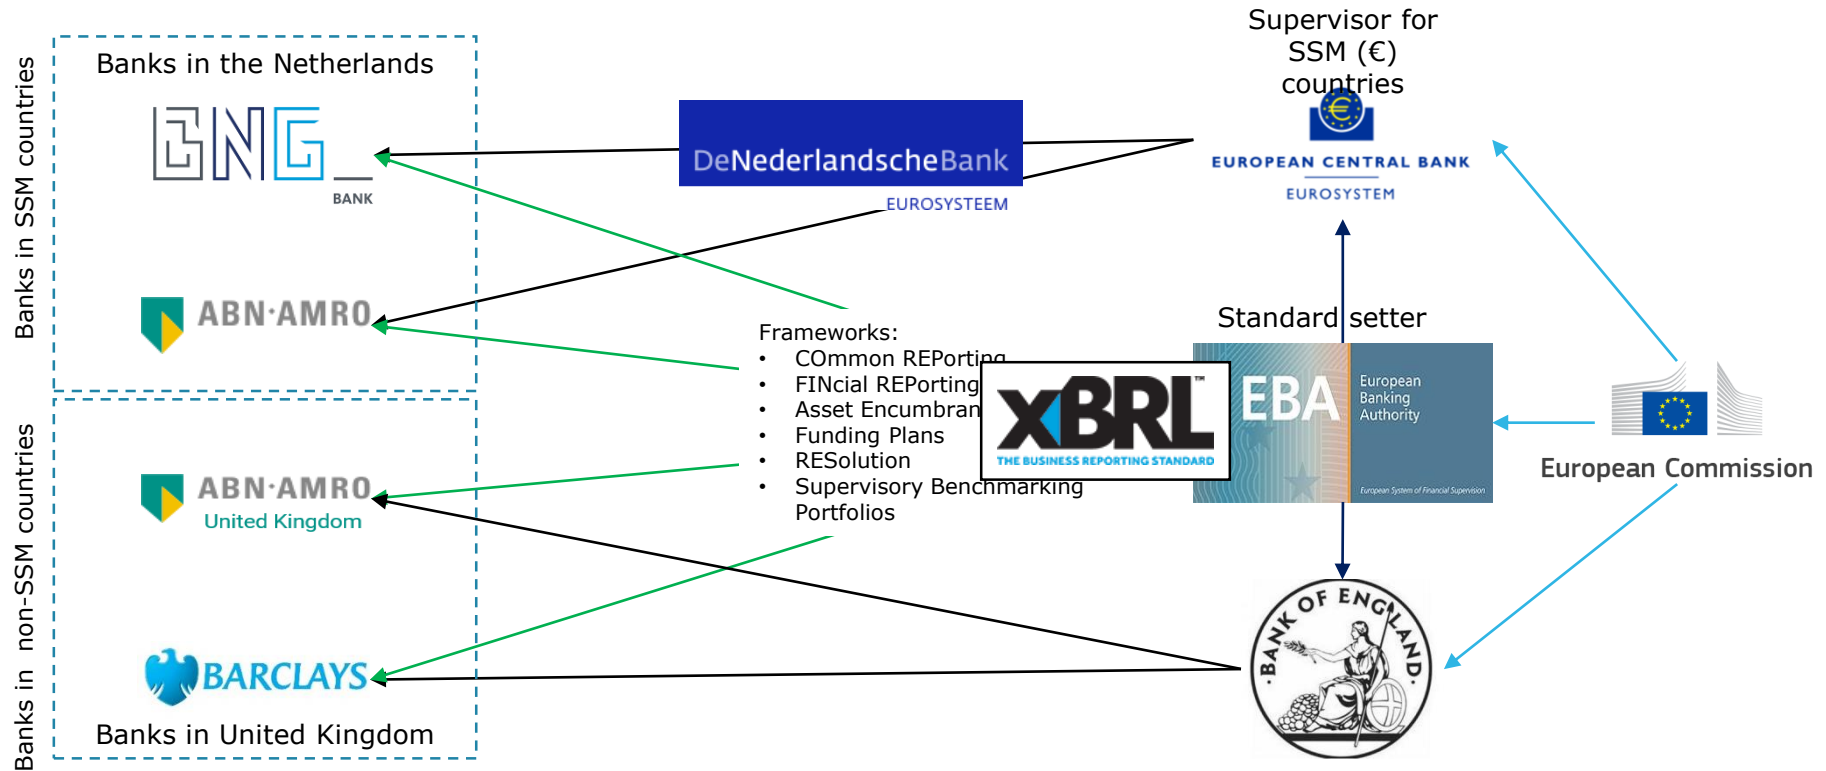 Supervisor for
SSM (€)
countries
Banks in SSM countries
Banks in the Netherlands
BNG_
BANK
DeNederlandscheBank
EUROSYSTEEM
€
EUROPEAN CENTRAL BANK
EUROSYSTEM
ABN·AMRO
Standard setter
Frameworks:
• COmmon REPorting
• FINcial REPorting
• Asset Encumbran
• Funding Plans
• RESolution
• Supervisory Benchmarking
Portfolios
XBRL™
THE BUSINESS REPORTING STANDARD
EBA
European
Banking
Authority
European System of Financial Supervision
European Commission
Banks in non-SSM countries
ABN·AMRO
United Kingdom
BARCLAYS
Banks in United Kingdom
·BANK OF ENGLAND·